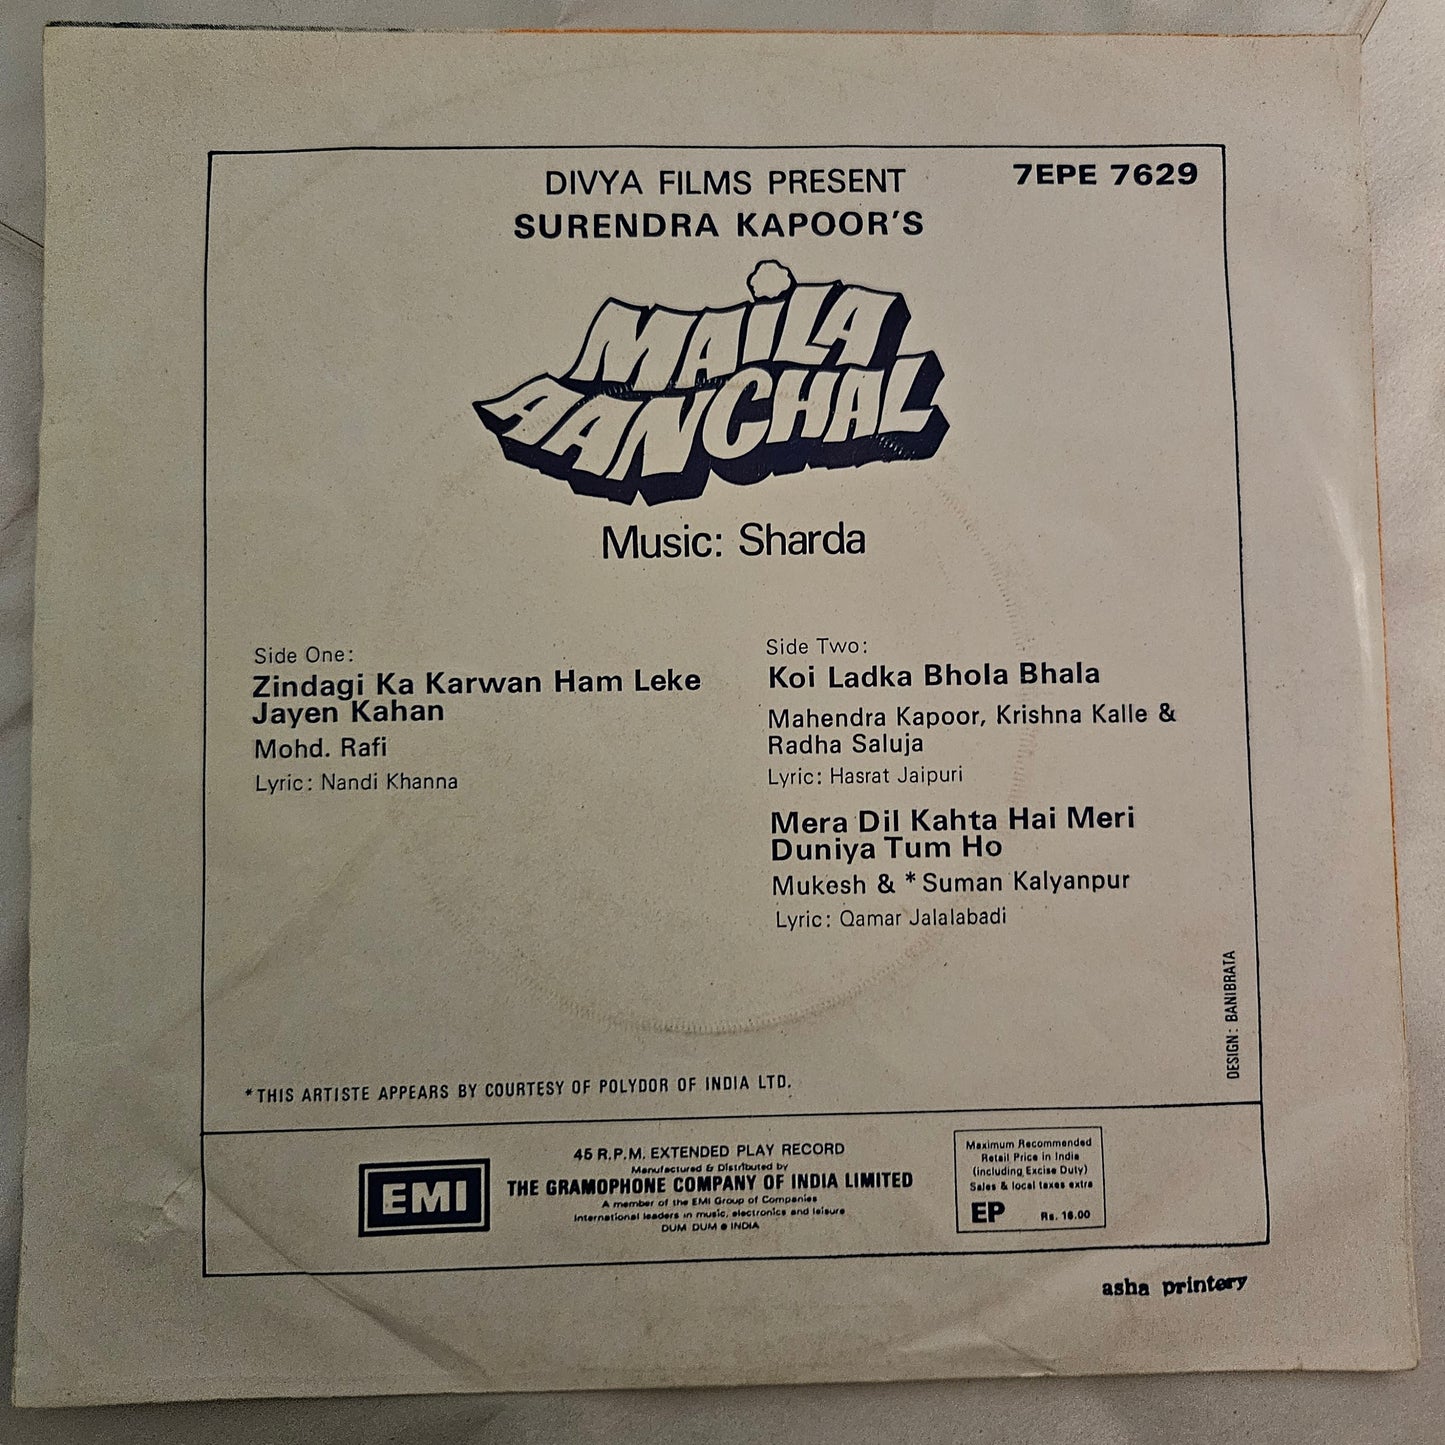 DIVYA FILMS PRESENT
7EPE 7629
SURENDRA KAPOOR'S
MAILA
AANCHAL
Music: Sharda
Side One:
Zindagi Ka Karwan Ham Leke
Jayen Kahan
Mohd. Rafi
Lyric: Nandi Khanna
Side Two:
Koi Ladka Bhola Bhala
Mahendra Kapoor, Krishna Kalle &
Radha Saluja
Lyric: Hasrat Jaipuri
Mera Dil Kahta Hai Meri
Duniya Tum Ho
Mukesh & *Suman Kalyanpur
Lyric: Qamar Jalalabadi
DESIGN: BANIBRATA
*THIS ARTISTE APPEARS BY COURTESY OF POLYDOR OF INDIA LTD.
EMI
45 R.P.M. EXTENDED PLAY RECORD
Manufactured & Distributed by
THE GRAMOPHONE COMPANY OF INDIA LIMITED
A member of the EMI Group of Companies
International leaders in music, electronics and leisure
DUM DUM ● INDIA
Maximum Recommended
Retail Price in India
(including Excise Duty)
Sales & local taxes extra
EP Rs. 16.00
asha printery